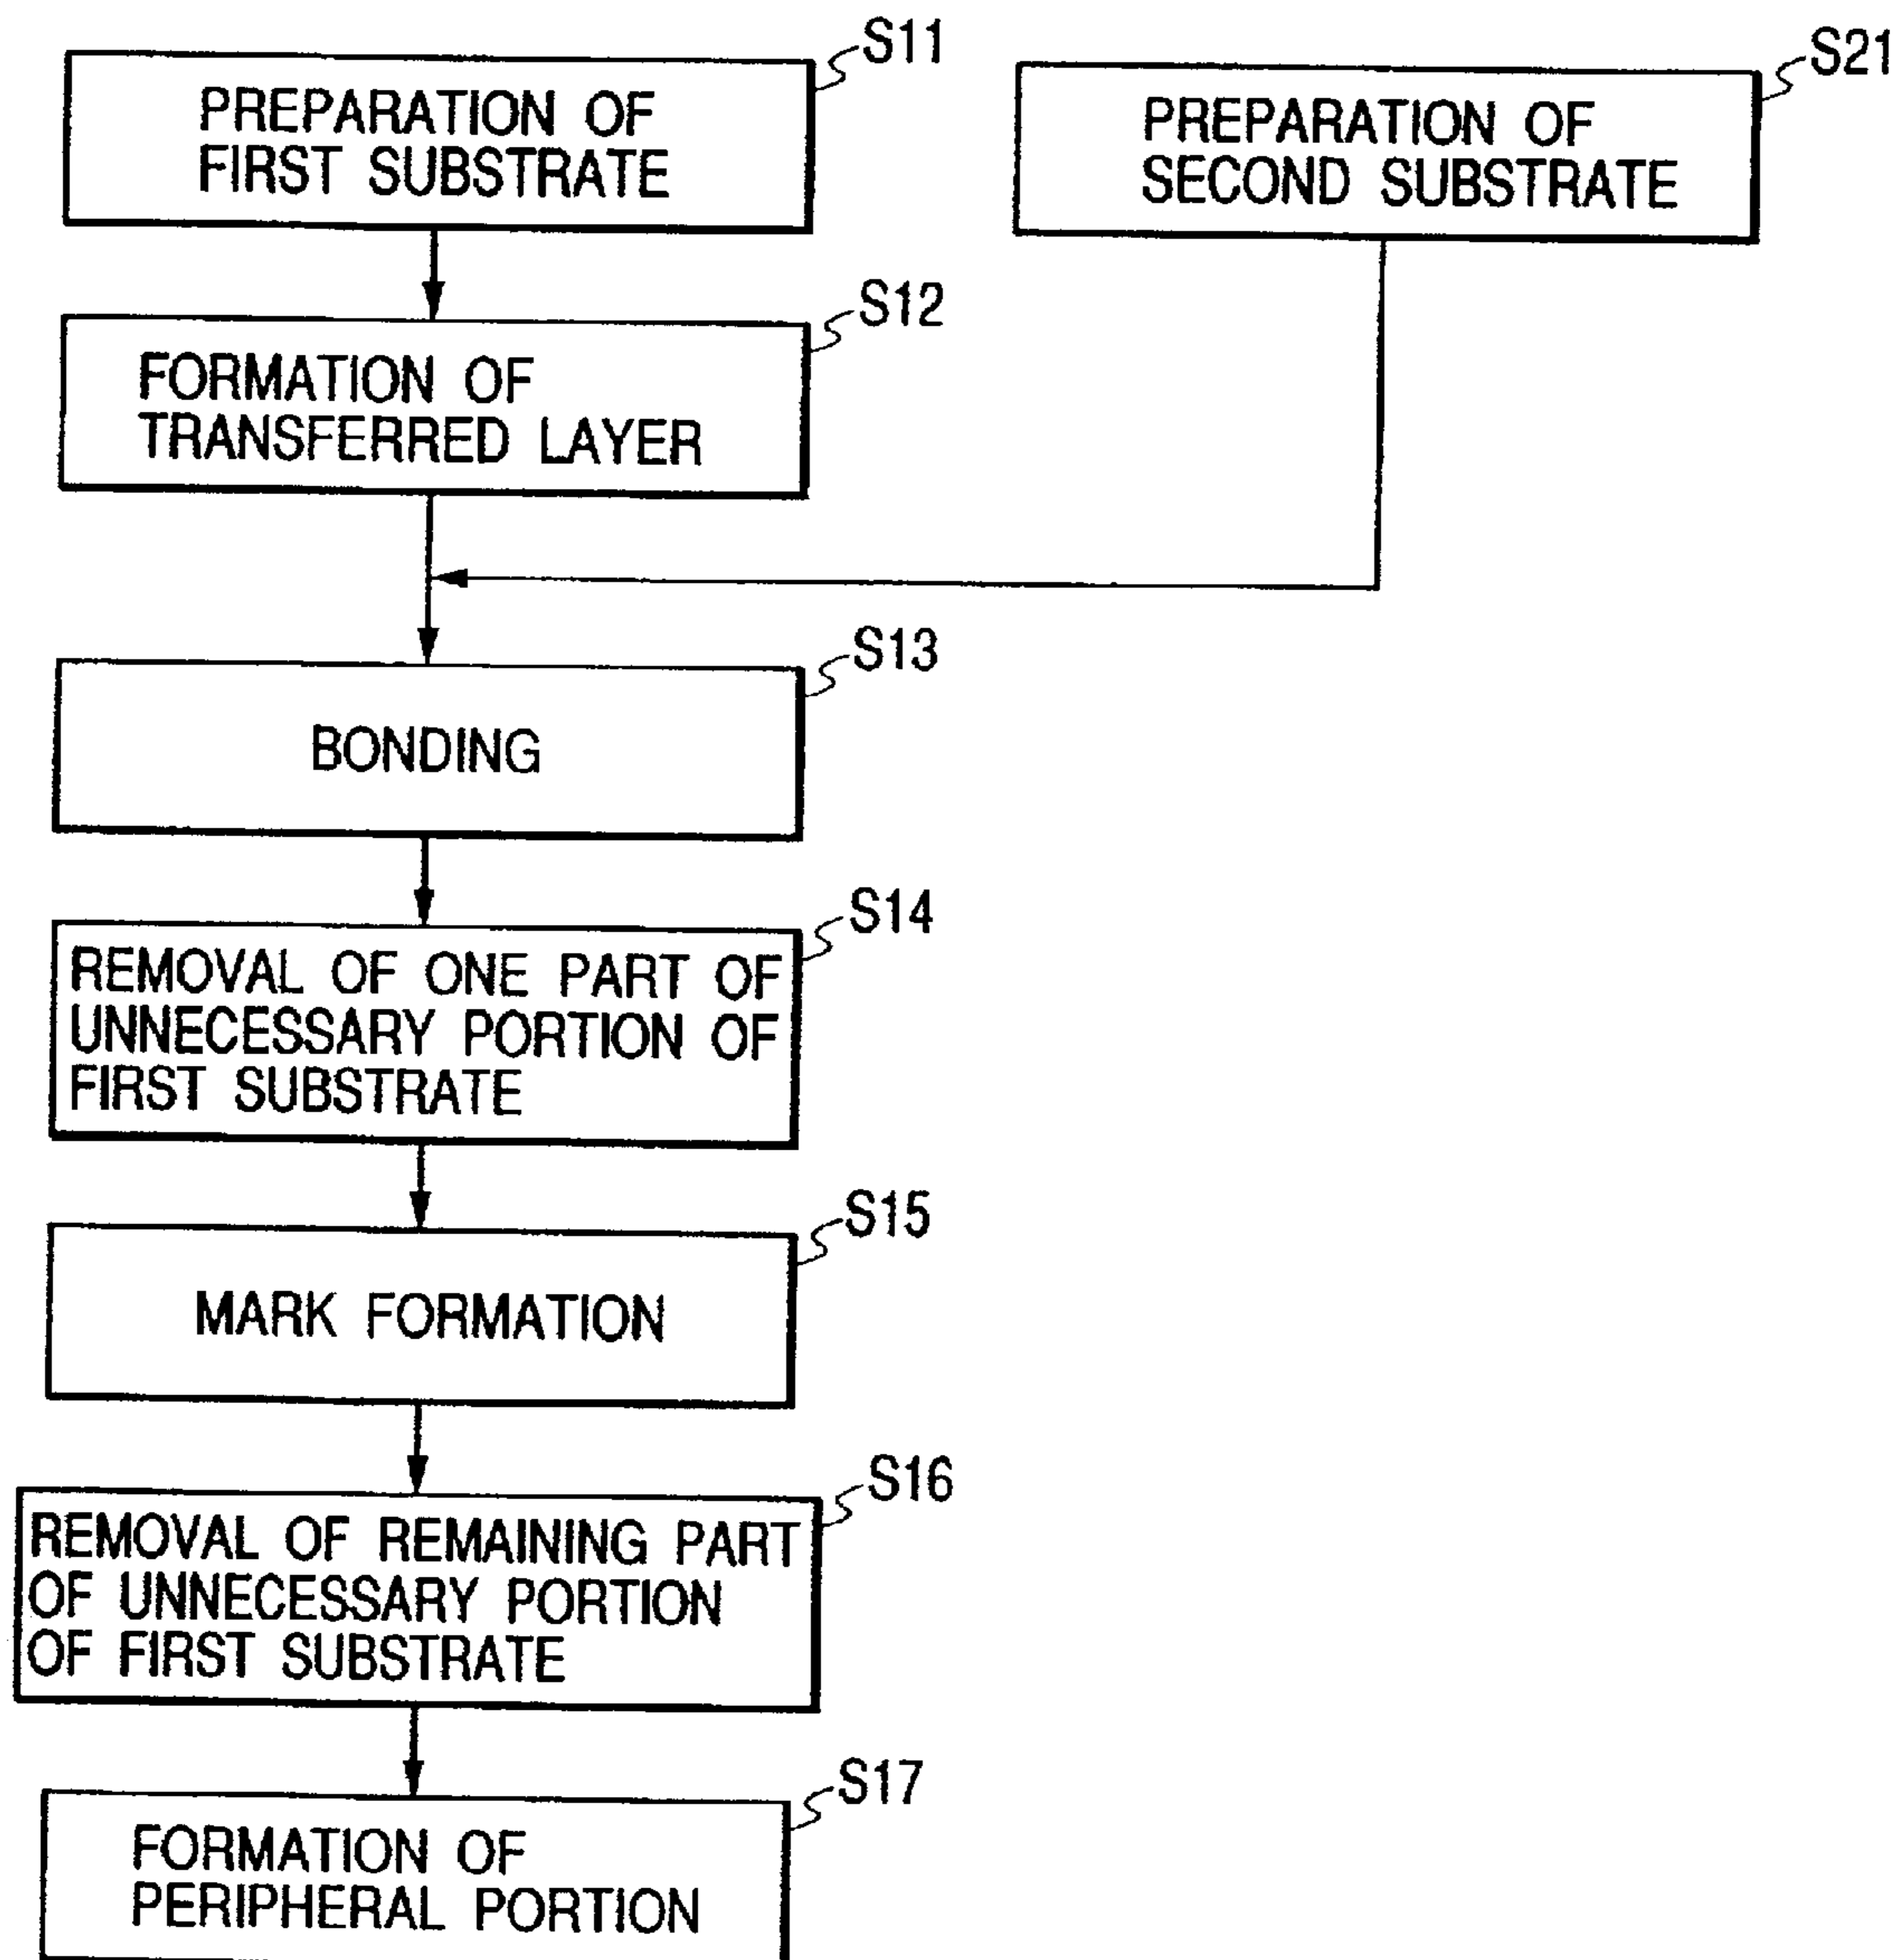 S11
PREPARATION OF
FIRST SUBSTRATE
S21
PREPARATION OF
SECOND SUBSTRATE
S12
FORMATION OF
TRANSFERRED LAYER
S13
BONDING
S14
REMOVAL OF ONE PART OF
UNNECESSARY PORTION OF
FIRST SUBSTRATE
S15
MARK FORMATION
S16
REMOVAL OF REMAINING PART
OF UNNECESSARY PORTION
OF FIRST SUBSTRATE
S17
FORMATION OF
PERIPHERAL PORTION